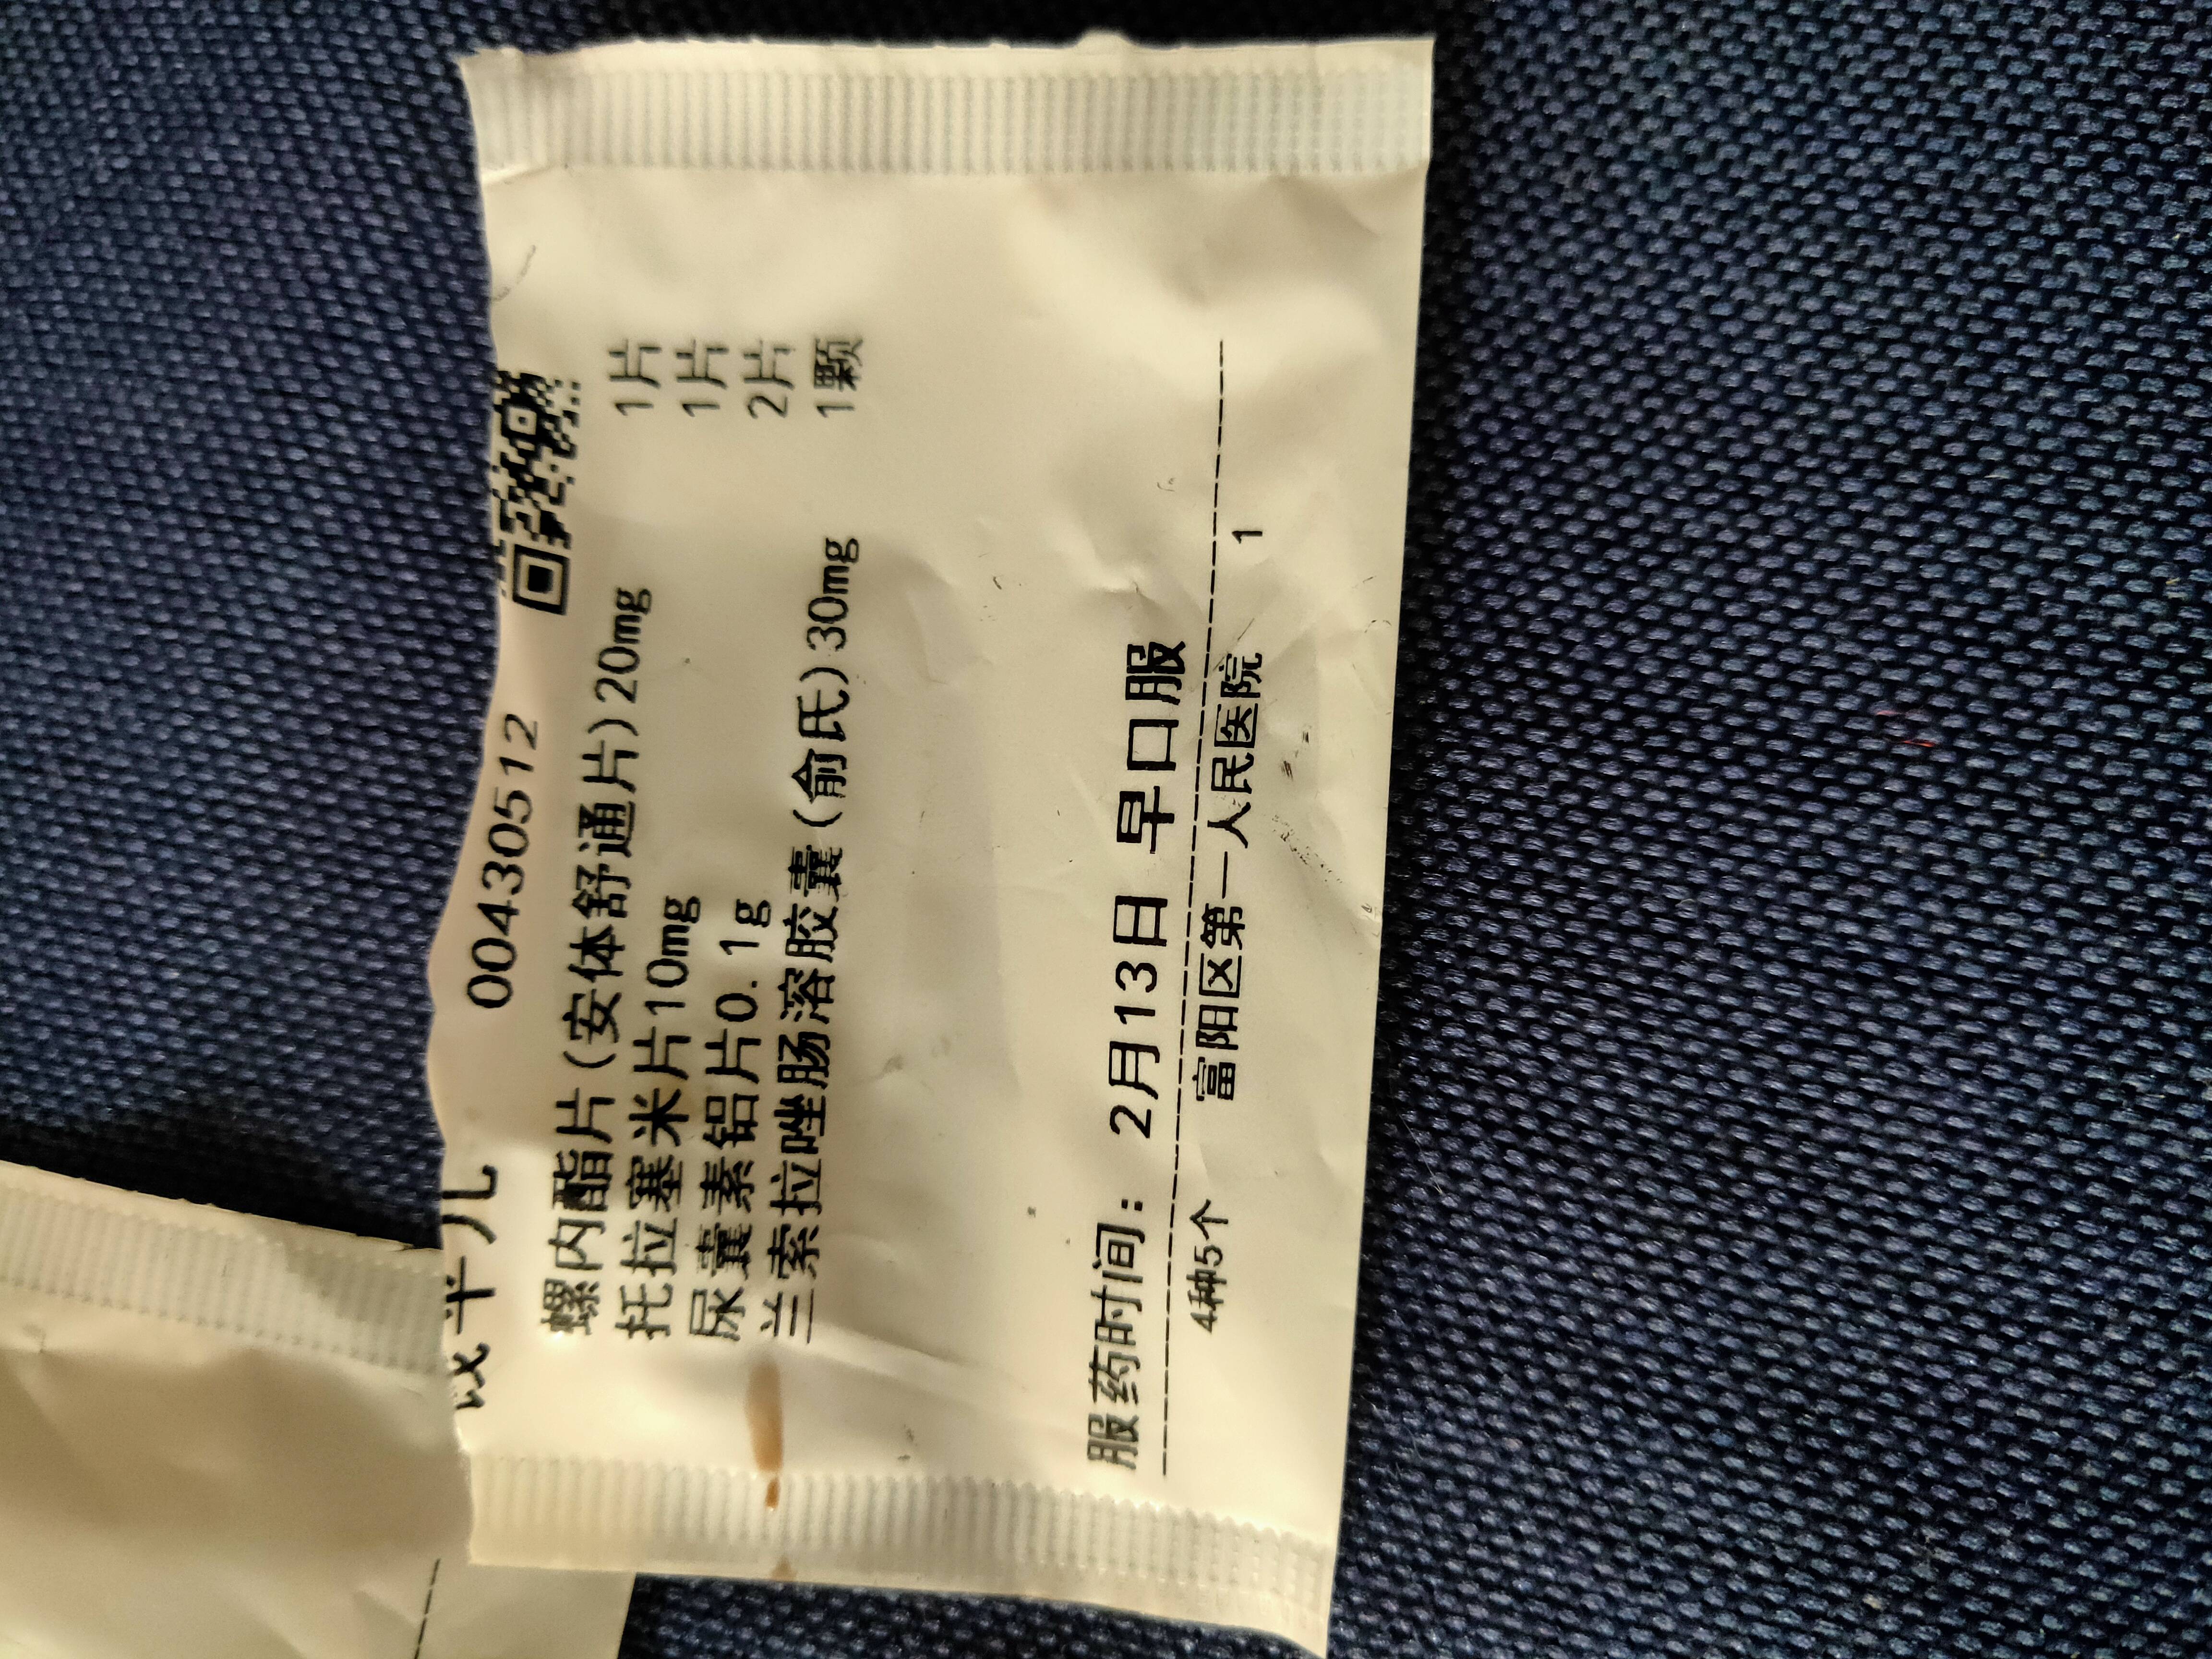 00430512
螺内酯片(安体舒通片)20mg 1片
托拉塞米片10mg 1片
尿囊素铝片0.1g 2片
兰索拉唑肠溶胶囊(俞氏)30mg 1颗
服药时间: 2月13日 早口服
4种5个 富阳区第一人民医院 1